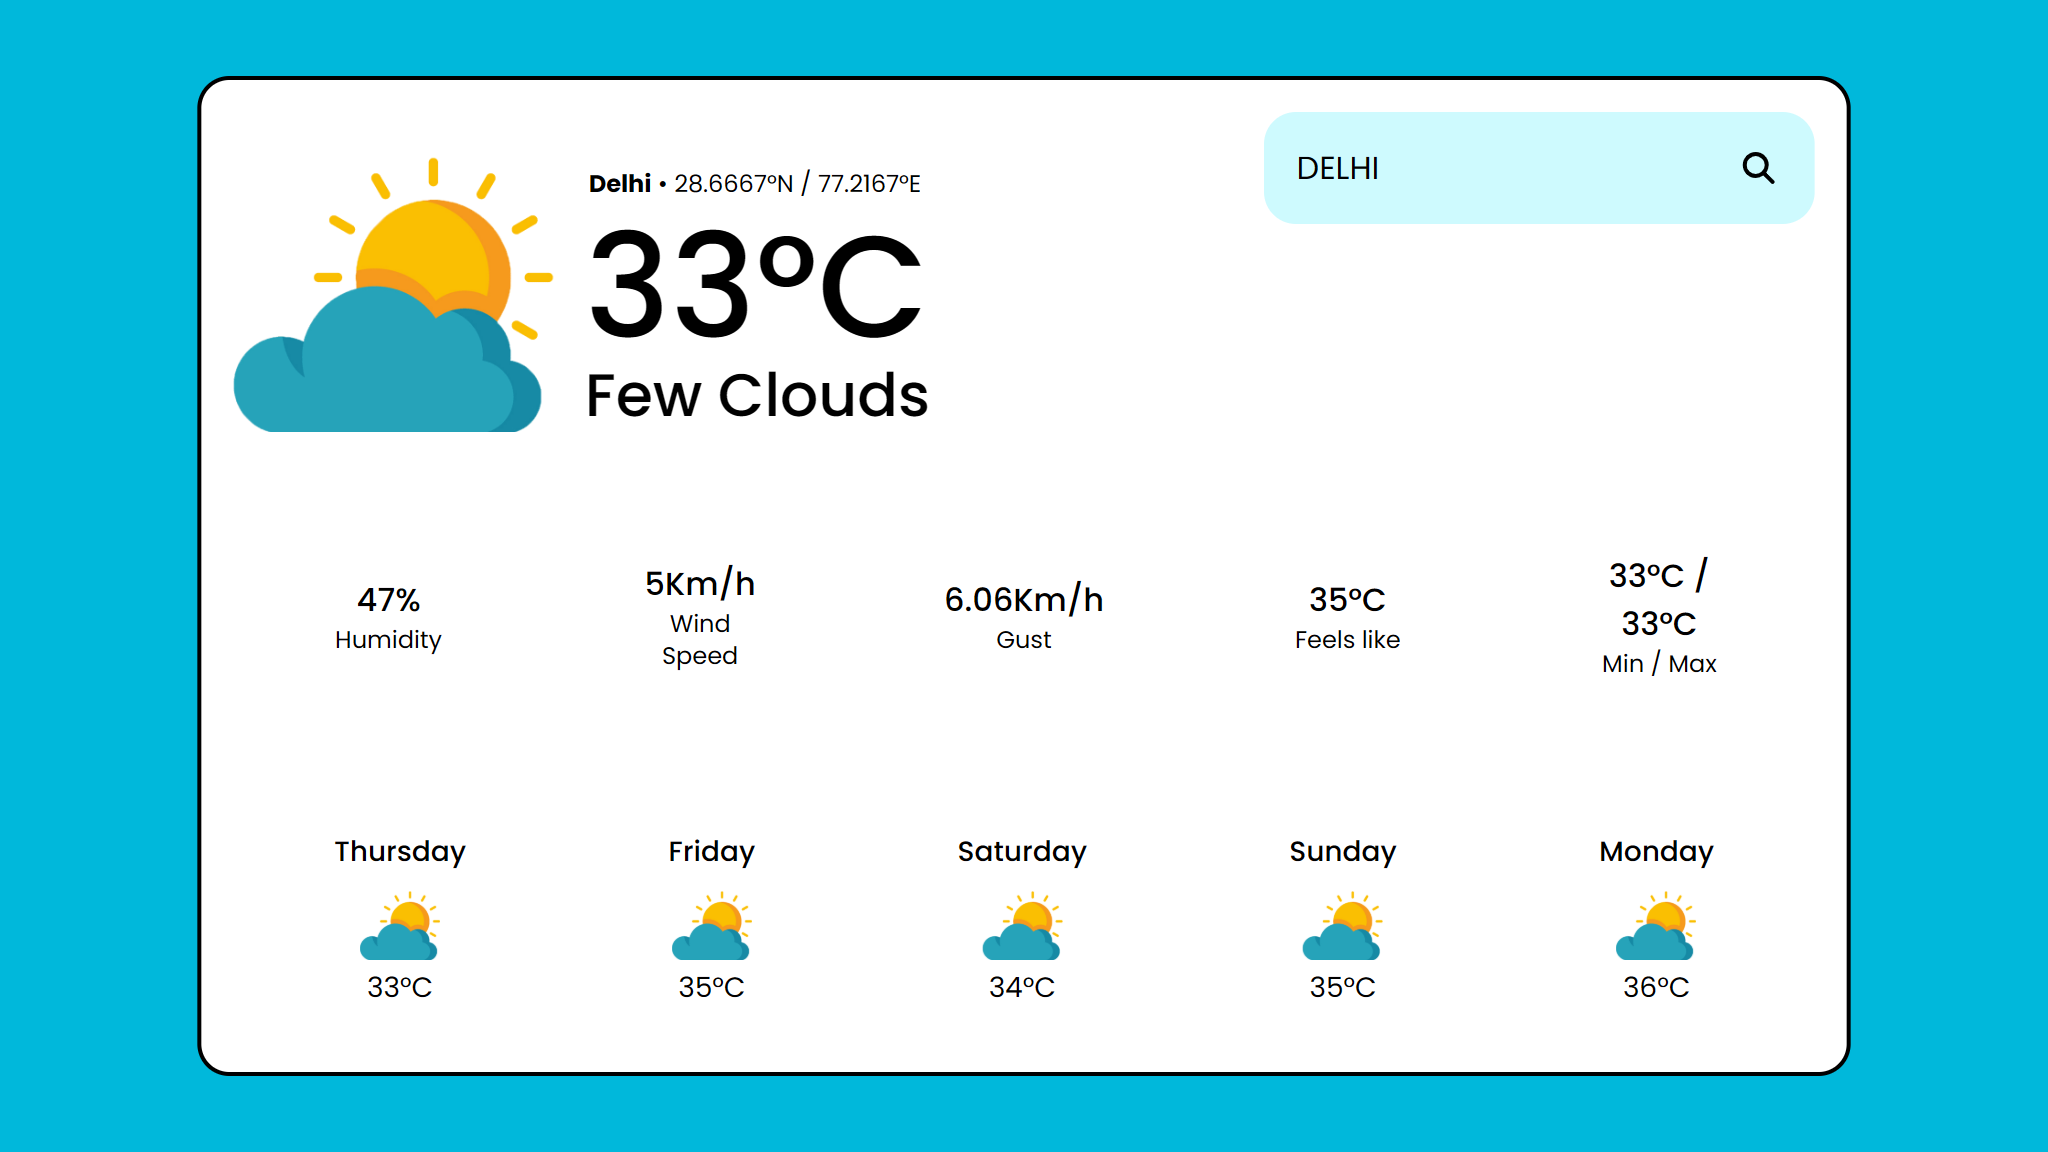 DELHI
Delhi • 28.6667°N / 77.2167°E
33°C
Few Clouds
47%
Humidity
5Km/h
Wind
Speed
6.06Km/h
Gust
35°C
Feels like
33°C /
33°C
Min / Max
Thursday
33°C
Friday
35°C
Saturday
34°C
Sunday
35°C
Monday
36°C